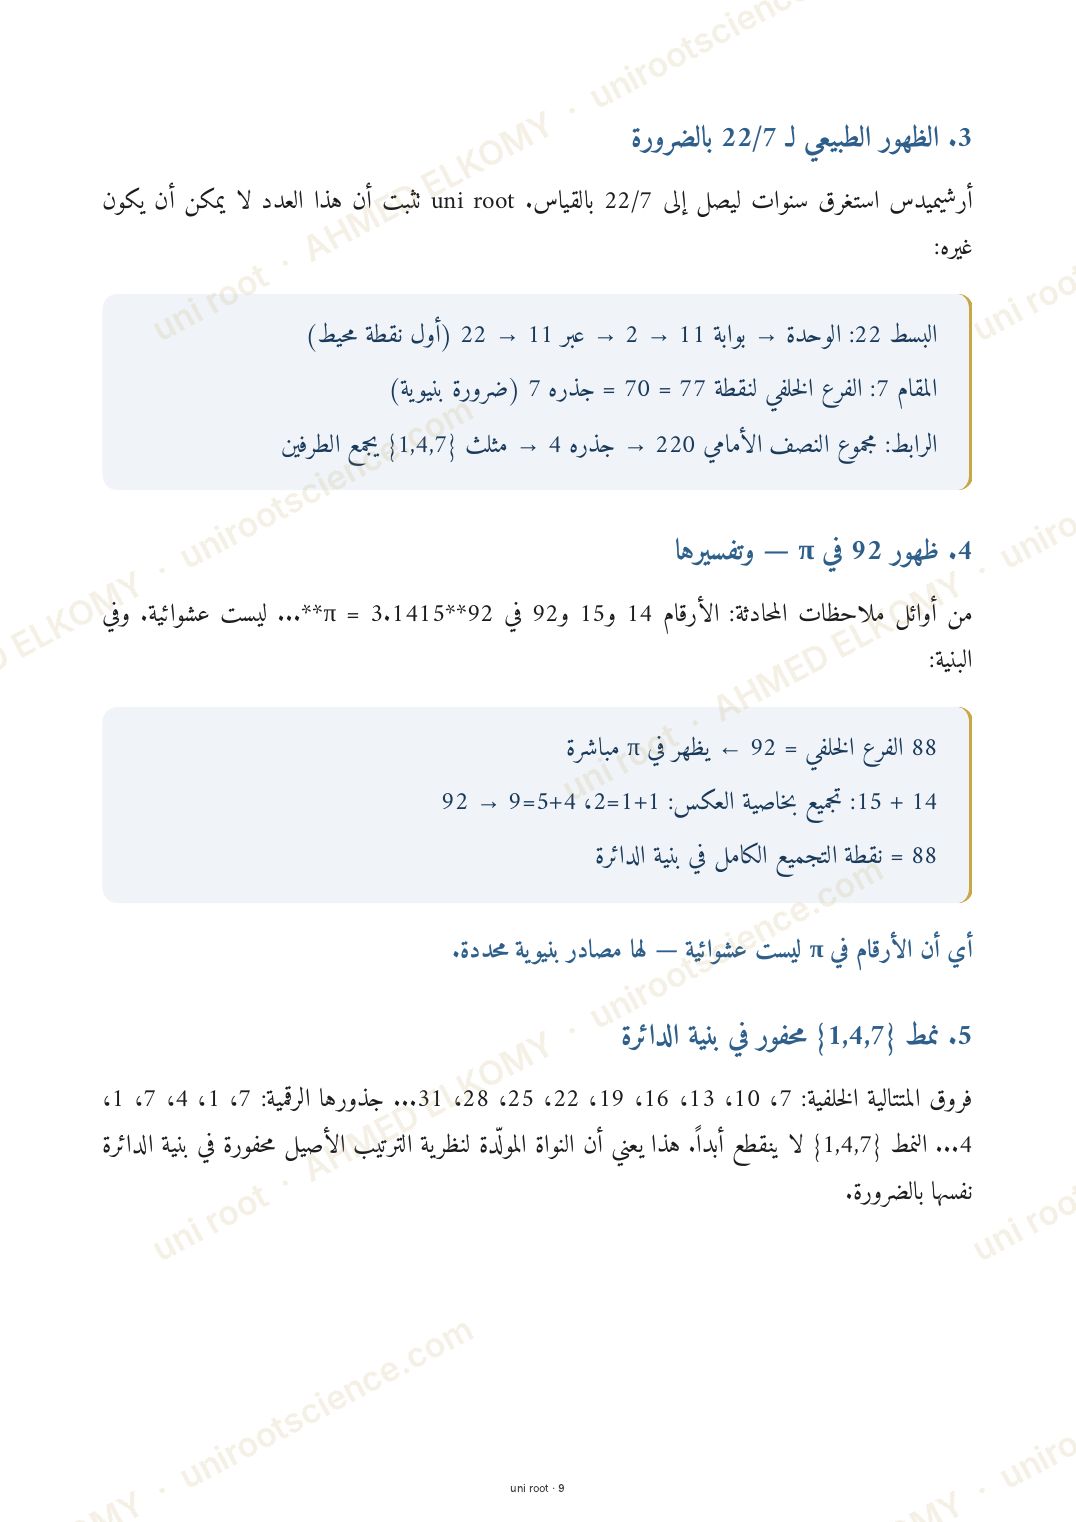 3. الظهور الطبيعي لـ 22/7 بالضرورة
أرشيميدس استغرق سنوات ليصل إلى 22/7 بالقياس. uni root تثبت أن هذا العدد لا يمكن أن يكون
غيره:
البسط 22: الوحدة → بوابة 11 → 2 → عبر 11 → 22 (أول نقطة محيط)
المقام 7: الفرع الخلفي لنقطة 77 = 70 = جذره 7 (ضرورة بنيوية)
الرابط: مجموع النصف الأمامي 220 → جذره 4 → مثلث {1,4,7} يجمع الطرفين
4. ظهور 92 في π — وتفسيرها
من أوائل ملاحظات المحادثة: الأرقام 14 و15 و92 في π = 3.1415**92**... ليست عشوائية. وفي
البنية:
88 الفرع الخلفي = 92 ← يظهر في π مباشرة
14 + 15: تجميع بخاصية العكس: 1+1=2، 4+5=9 → 92
88 = نقطة التجميع الكامل في بنية الدائرة
أي أن الأرقام في π ليست عشوائية — لها مصادر بنيوية محددة.
5. نمط {1,4,7} محفور في بنية الدائرة
فروق المتتالية الخلفية: 7، 10، 13، 16، 19، 22، 25، 28، 31... جذورها الرقمية: 7، 1، 4، 7، 1،
4... النمط {1,4,7} لا ينقطع أبداً. هذا يعني أن النواة المولّدة لنظرية الترتيب الأصيل محفورة في بنية الدائرة
نفسها بالضرورة.
uni root · 9
uni root · AHMED ELKOMY · unirootscience.com